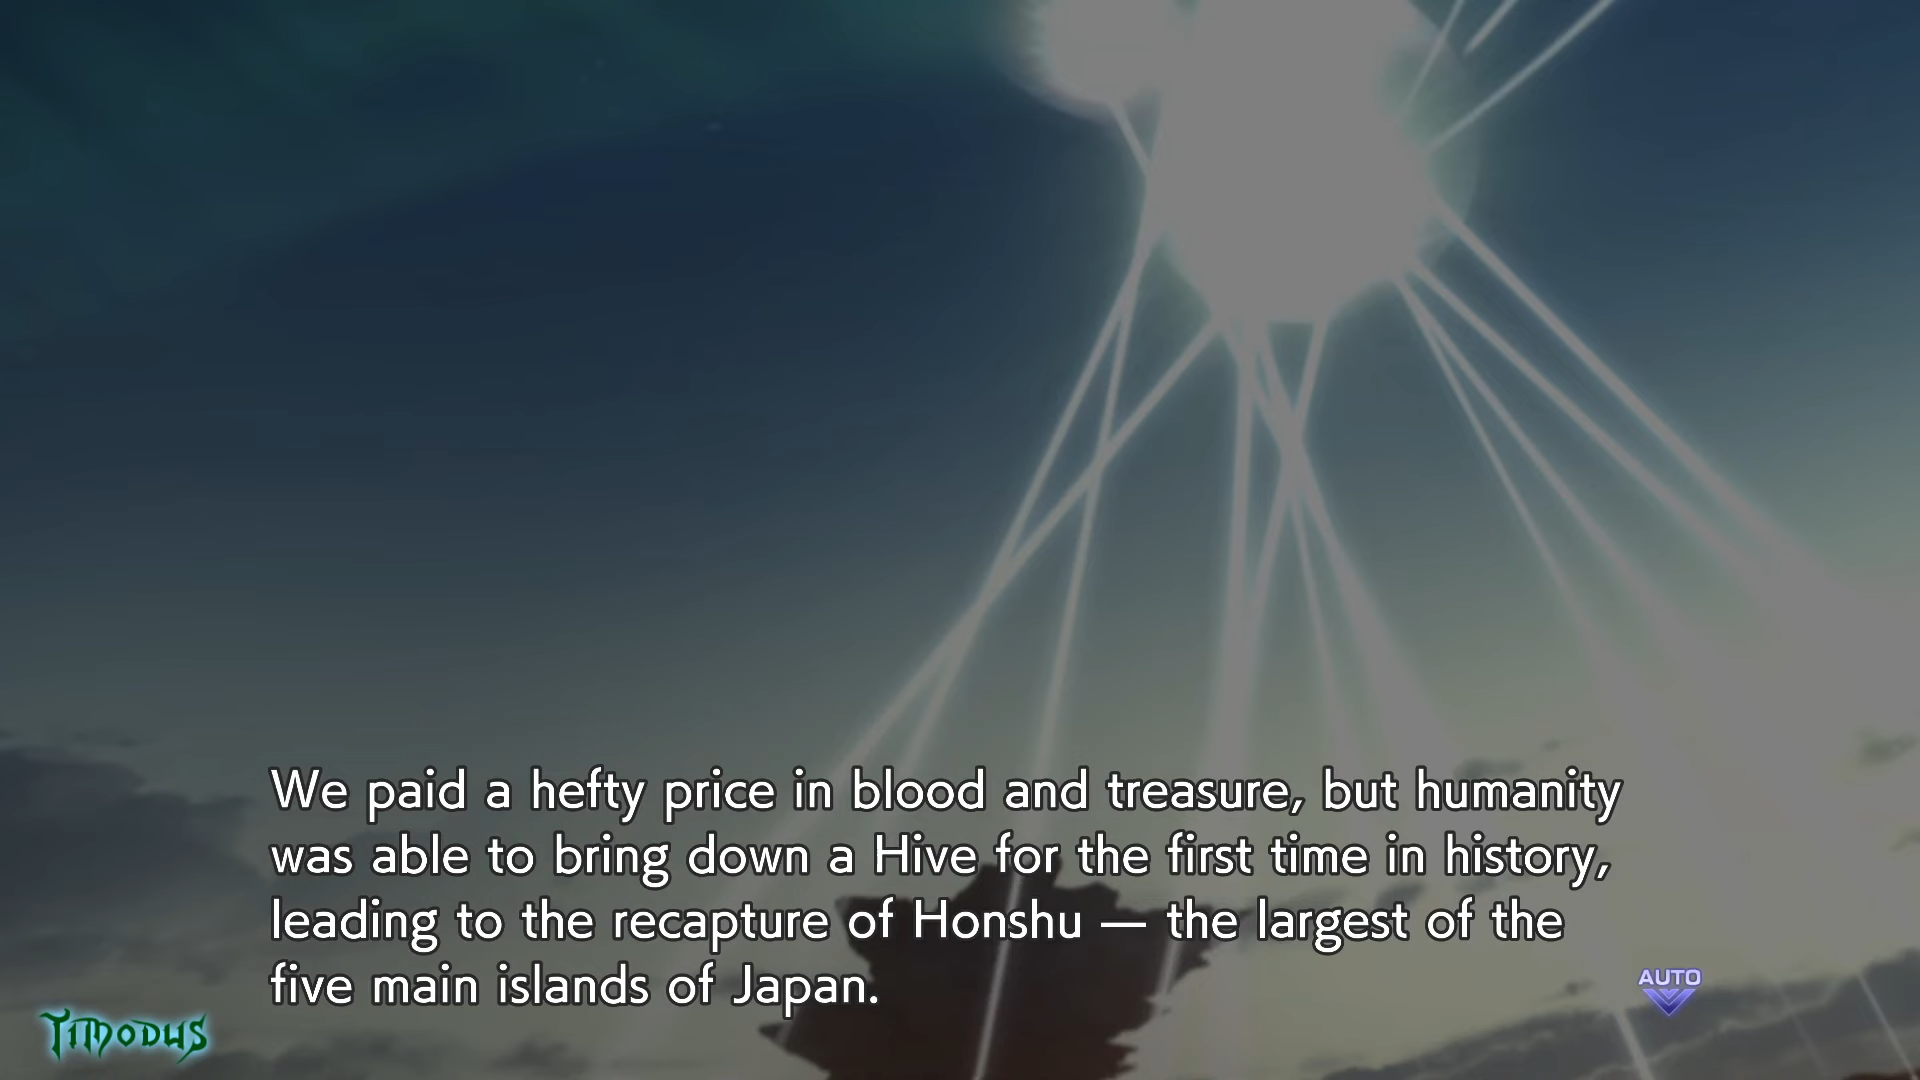 We paid a hefty price in blood and treasure, but humanity
was able to bring down a Hive for the first time in history,
leading to the recapture of Honshu — the largest of the
five main islands of Japan.
AUTO
TIMODUS